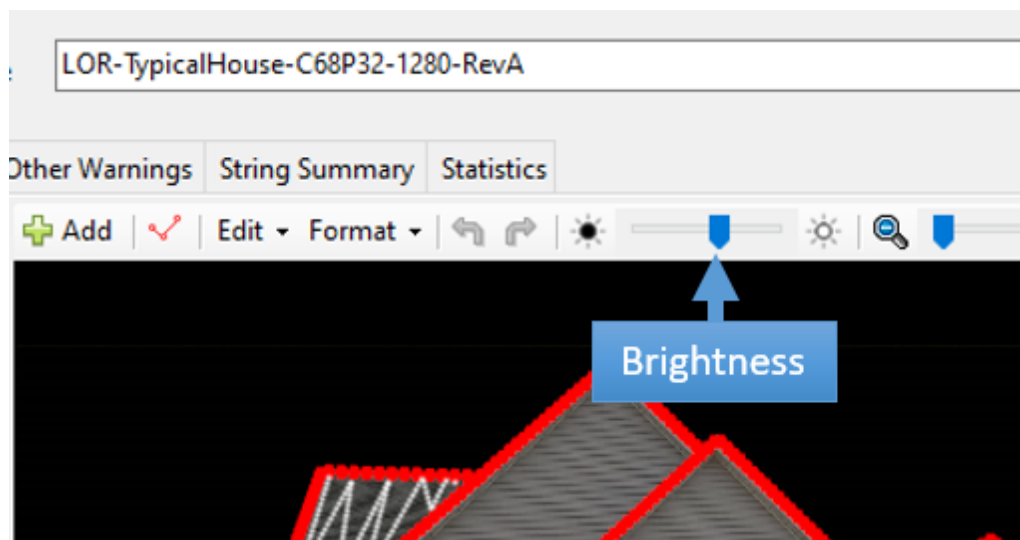 LOR-TypicalHouse-C68P32-1280-RevA
Other Warnings String Summary Statistics
Add Edit Format
Brightness